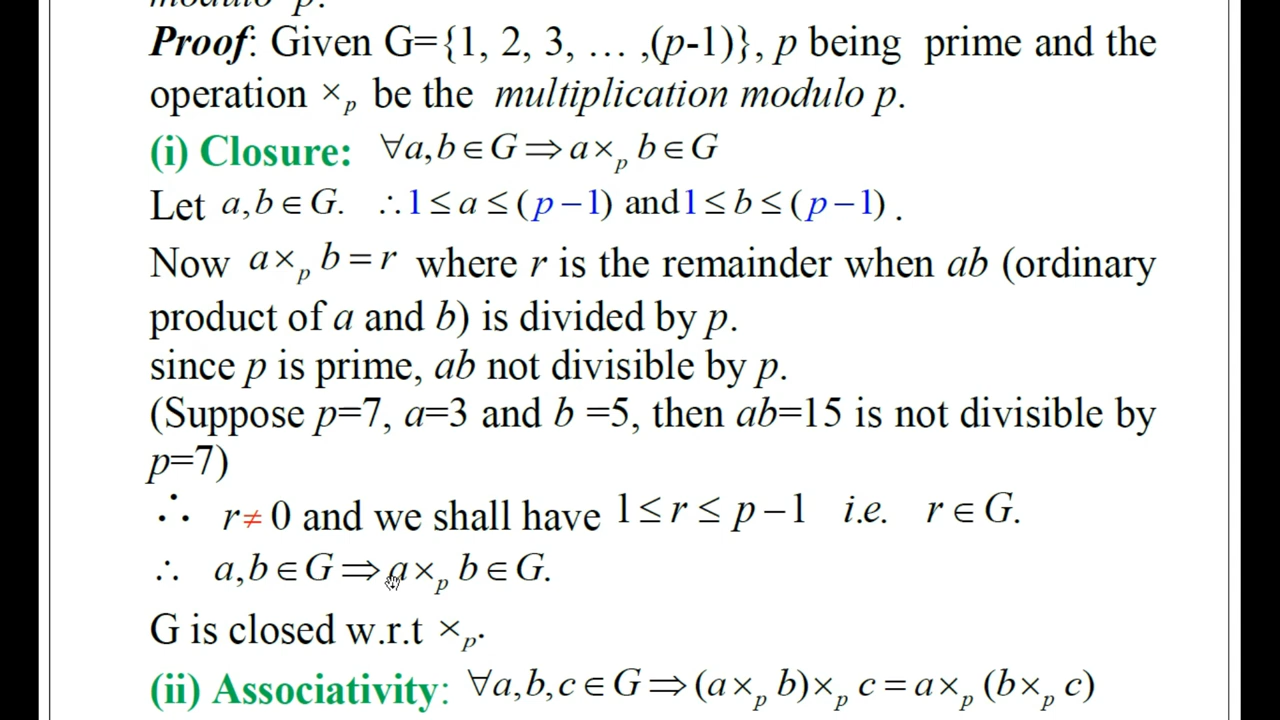 modulo p.
Proof: Given G={1, 2, 3, … ,(p-1)}, p being prime and the
operation ×ₚ be the multiplication modulo p.
(i) Closure: ∀a,b∈G⇒a×ₚ b∈G
Let a,b∈G. ∴1≤a≤(p−1) and1≤b≤(p−1) .
Now a×ₚ b=r where r is the remainder when ab (ordinary
product of a and b) is divided by p.
since p is prime, ab not divisible by p.
(Suppose p=7, a=3 and b =5, then ab=15 is not divisible by
p=7)
∴ r≠ 0 and we shall have 1≤r≤p−1 i.e. r∈G.
∴ a,b∈G⇒a×ₚ b∈G.
G is closed w.r.t ×ₚ.
(ii) Associativity: ∀a,b,c∈G⇒(a×ₚ b)×ₚ c=a×ₚ (b×ₚ c)